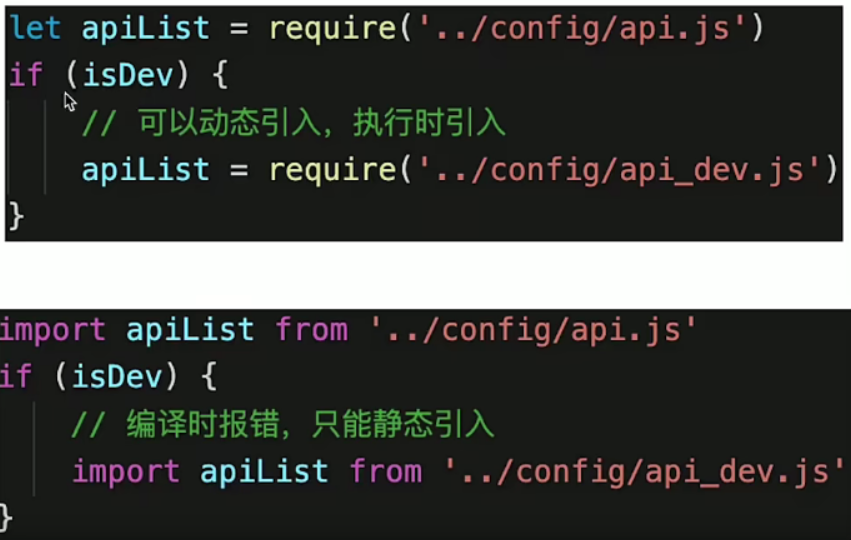 let apiList = require('../config/api.js')
if (isDev) {
// 可以动态引入，执行时引入
apiList = require('../config/api_dev.js')
}
import apiList from '../config/api.js'
if (isDev) {
// 编译时报错，只能静态引入
import apiList from '../config/api_dev.js'
}